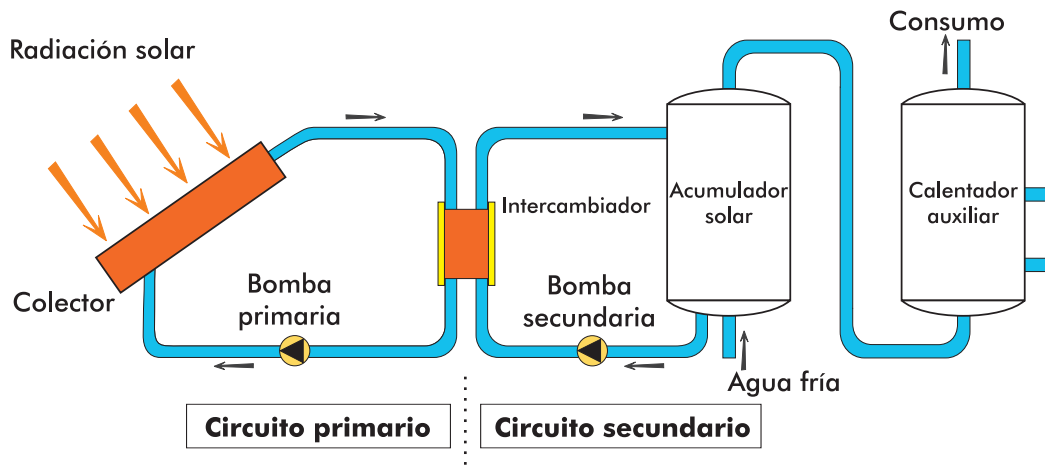 Consumo
Radiación solar
Intercambiador
Acumulador
solar
Calentador
auxiliar
Colector
Bomba
primaria
Bomba
secundaria
Agua fría
Circuito primario
Circuito secundario